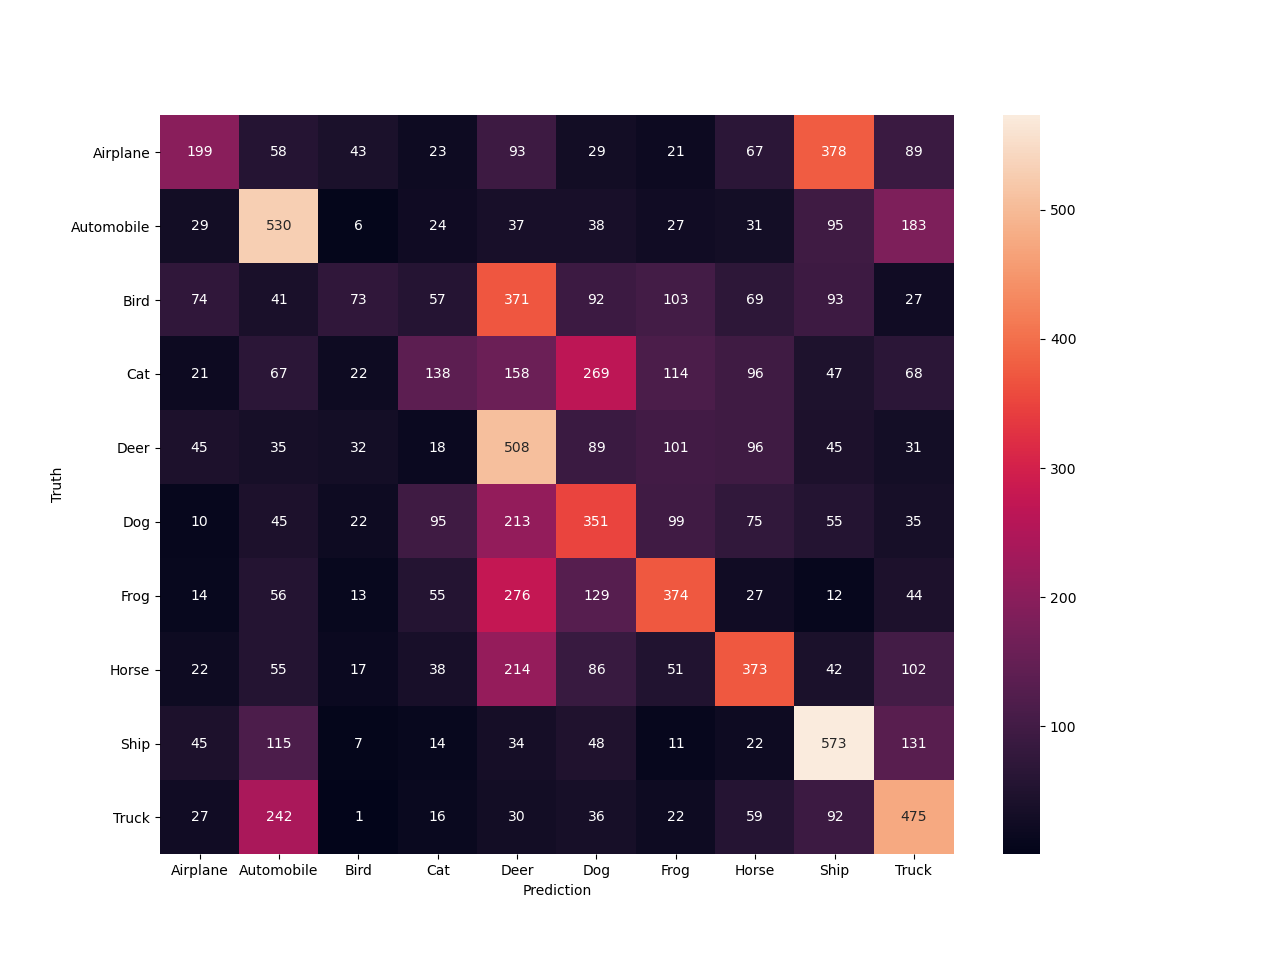 Airplane 199 58 43 23 93 29 21 67 378 89
Automobile 29 530 6 24 37 38 27 31 95 183
500
Bird 74 41 73 57 371 92 103 69 93 27
400
Cat 21 67 22 138 158 269 114 96 47 68
Deer 45 35 32 18 508 89 101 96 45 31
300
Truth
Dog 10 45 22 95 213 351 99 75 55 35
Frog 14 56 13 55 276 129 374 27 12 44
200
Horse 22 55 17 38 214 86 51 373 42 102
100
Ship 45 115 7 14 34 48 11 22 573 131
Truck 27 242 1 16 30 36 22 59 92 475
Airplane Automobile Bird Cat Deer Dog Frog Horse Ship Truck
Prediction